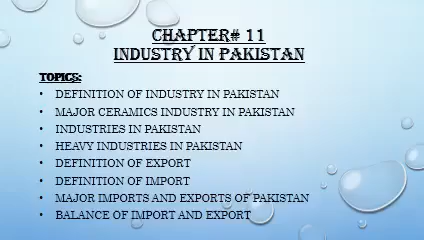 CHAPTER# 11
INDUSTRY IN PAKISTAN
TOPICS:
• DEFINITION OF INDUSTRY IN PAKISTAN
• MAJOR CERAMICS INDUSTRY IN PAKISTAN
• INDUSTRIES IN PAKISTAN
• HEAVY INDUSTRIES IN PAKISTAN
• DEFINITION OF EXPORT
• DEFINITION OF IMPORT
• MAJOR IMPORTS AND EXPORTS OF PAKISTAN
• BALANCE OF IMPORT AND EXPORT